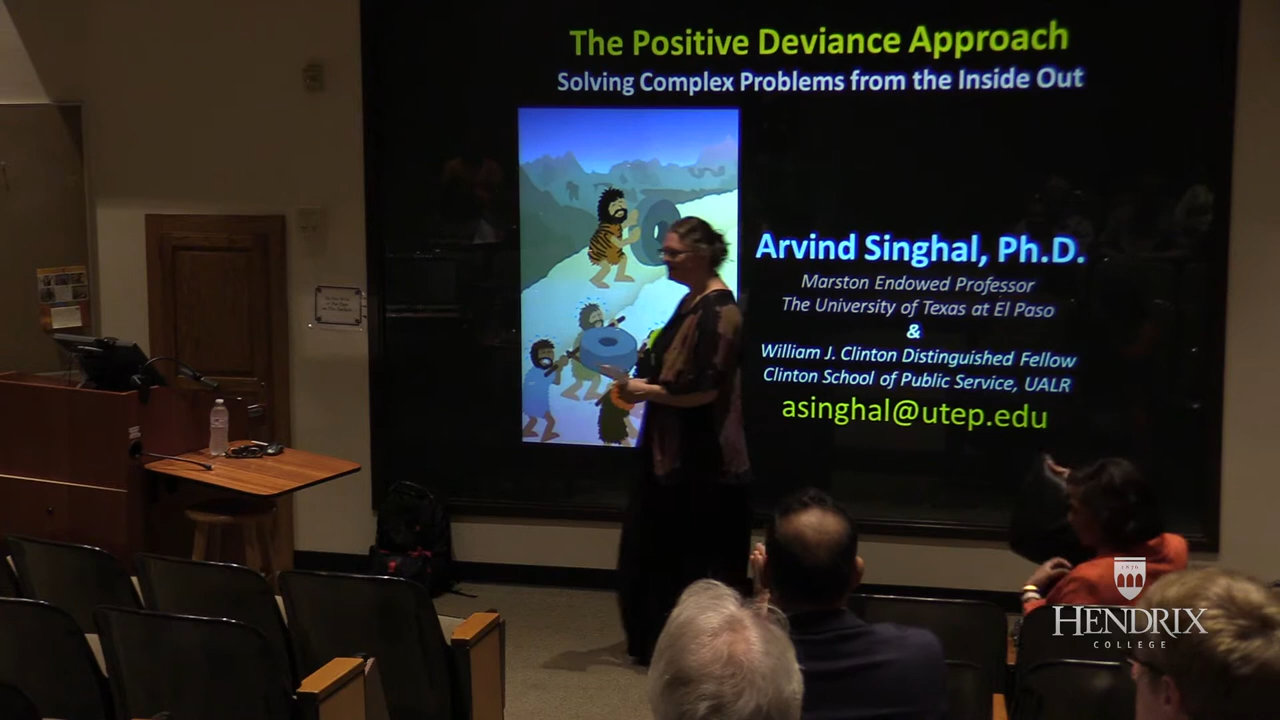 The Positive Deviance Approach
Solving Complex Problems from the Inside Out
Arvind Singhal, Ph.D.
Marston Endowed Professor
The University of Texas at El Paso
&
William J. Clinton Distinguished Fellow
Clinton School of Public Service, UALR
asinghal@utep.edu
1876
HENDRIX
COLLEGE